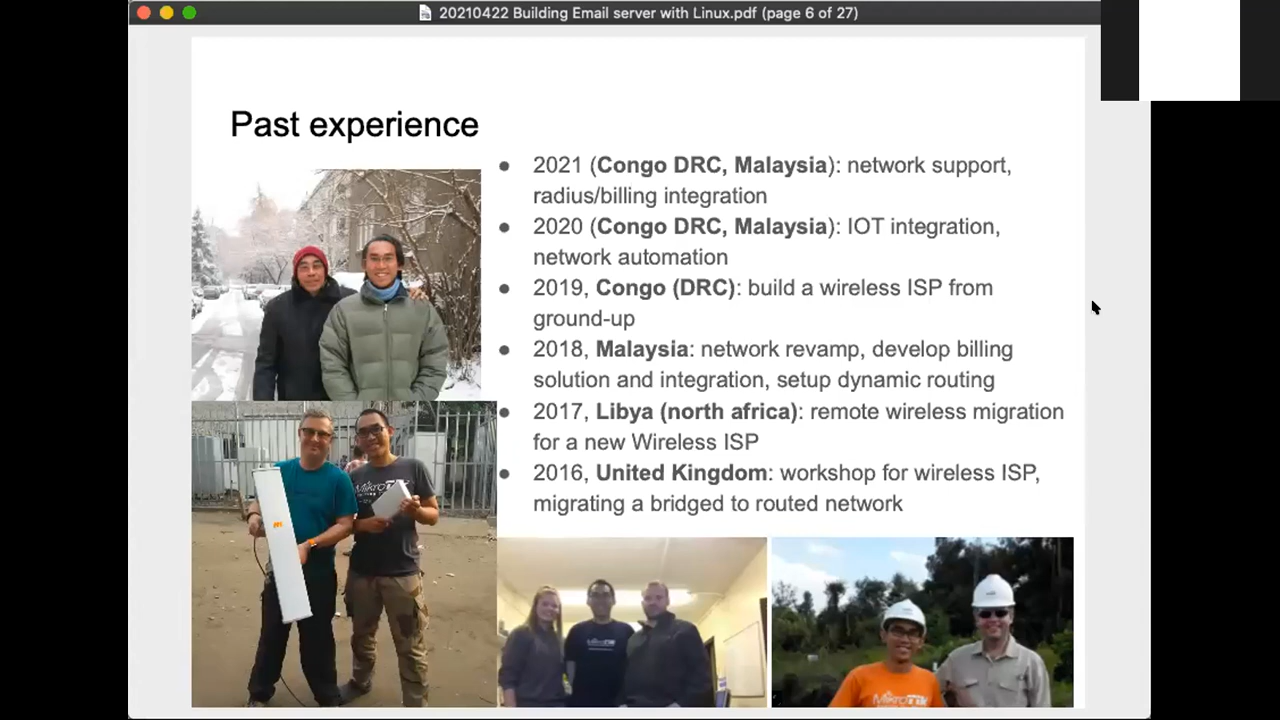 20210422 Building Email server with Linux.pdf (page 6 of 27)
Past experience
● 2021 (Congo DRC, Malaysia): network support,
radius/billing integration
● 2020 (Congo DRC, Malaysia): IOT integration,
network automation
● 2019, Congo (DRC): build a wireless ISP from
ground-up
● 2018, Malaysia: network revamp, develop billing
solution and integration, setup dynamic routing
● 2017, Libya (north africa): remote wireless migration
for a new Wireless ISP
● 2016, United Kingdom: workshop for wireless ISP,
migrating a bridged to routed network
MikroTik
MikroTik
MikroTik